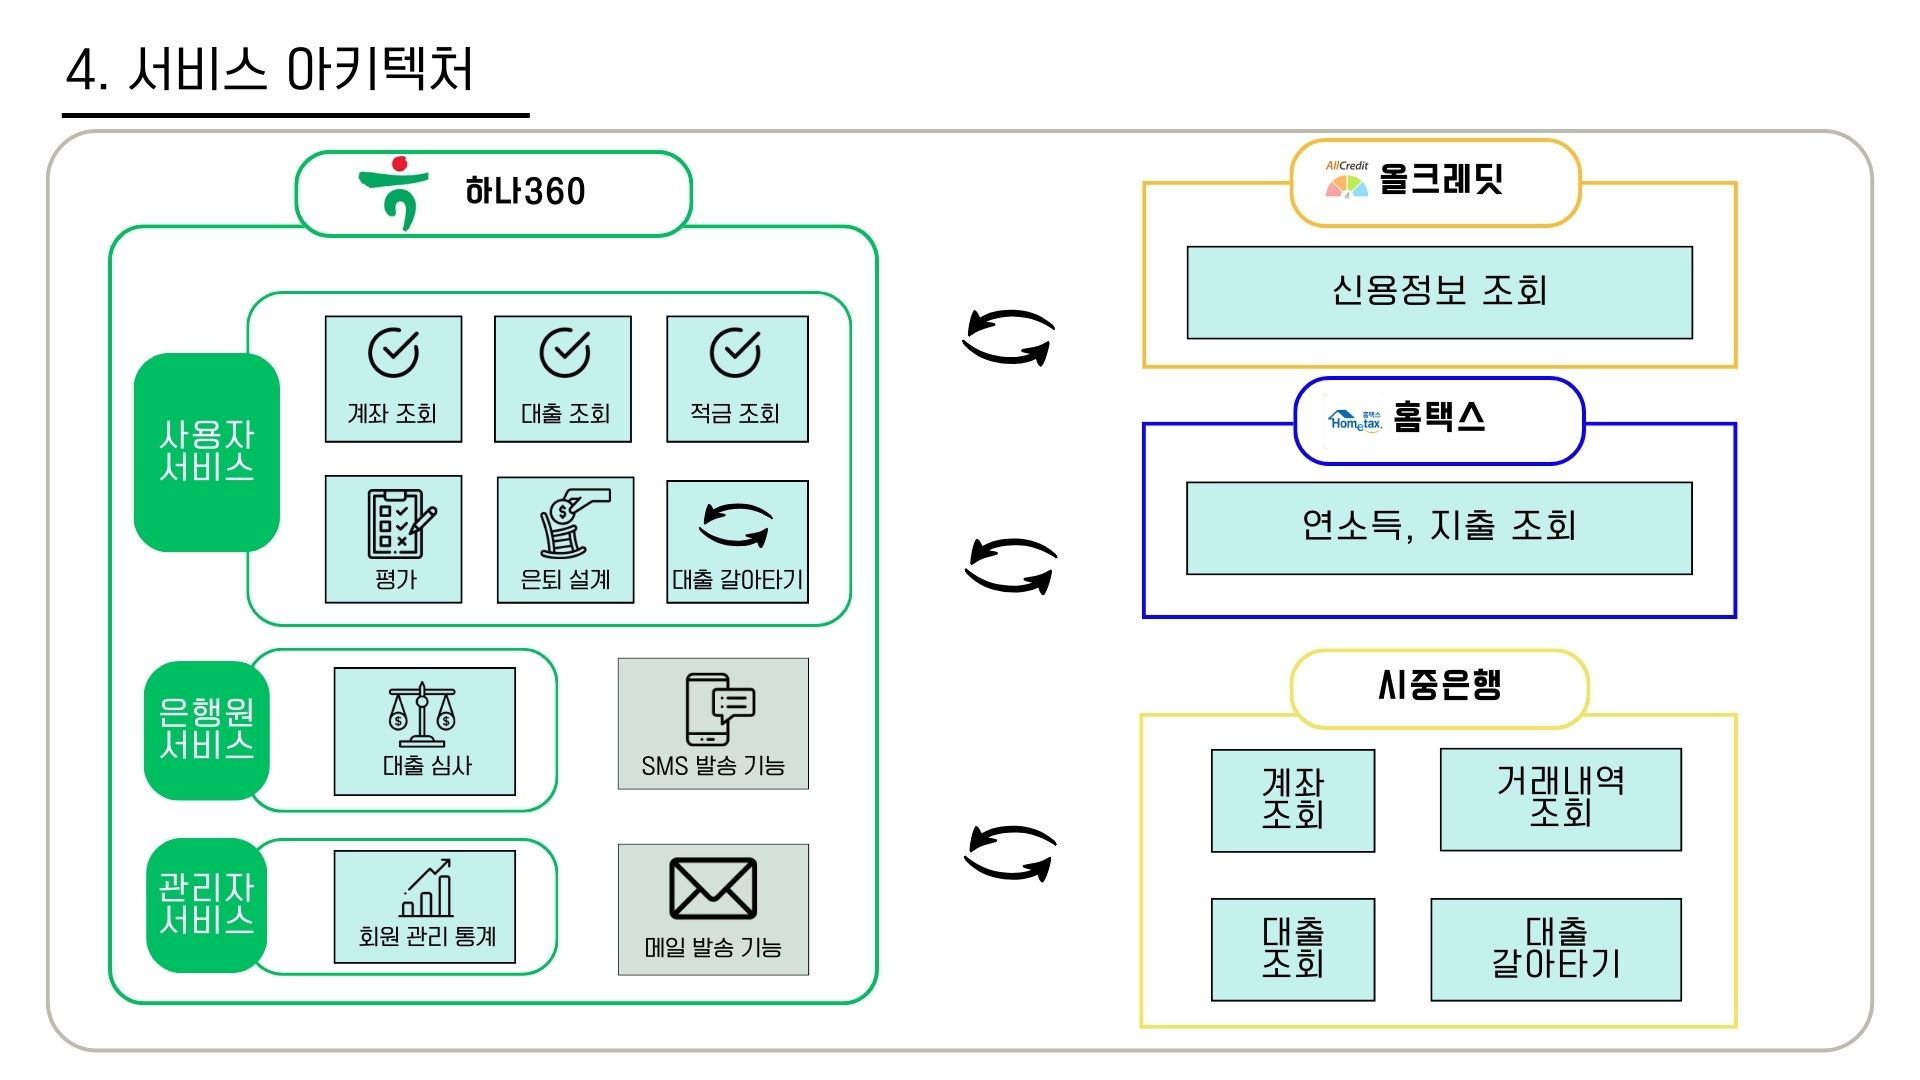 4. 서비스 아키텍처
하나360
사용자
서비스
계좌 조회
대출 조회
적금 조회
평가
$
은퇴 설계
대출 갈아타기
은행원
서비스
$ $
대출 심사
SMS 발송 기능
관리자
서비스
회원 관리 통계
메일 발송 기능
AllCredit
올크레딧
신용정보 조회
홈택스
Hometax.
홈택스
연소득, 지출 조회
시중은행
계좌
조회
거래내역
조회
대출
조회
대출
갈아타기